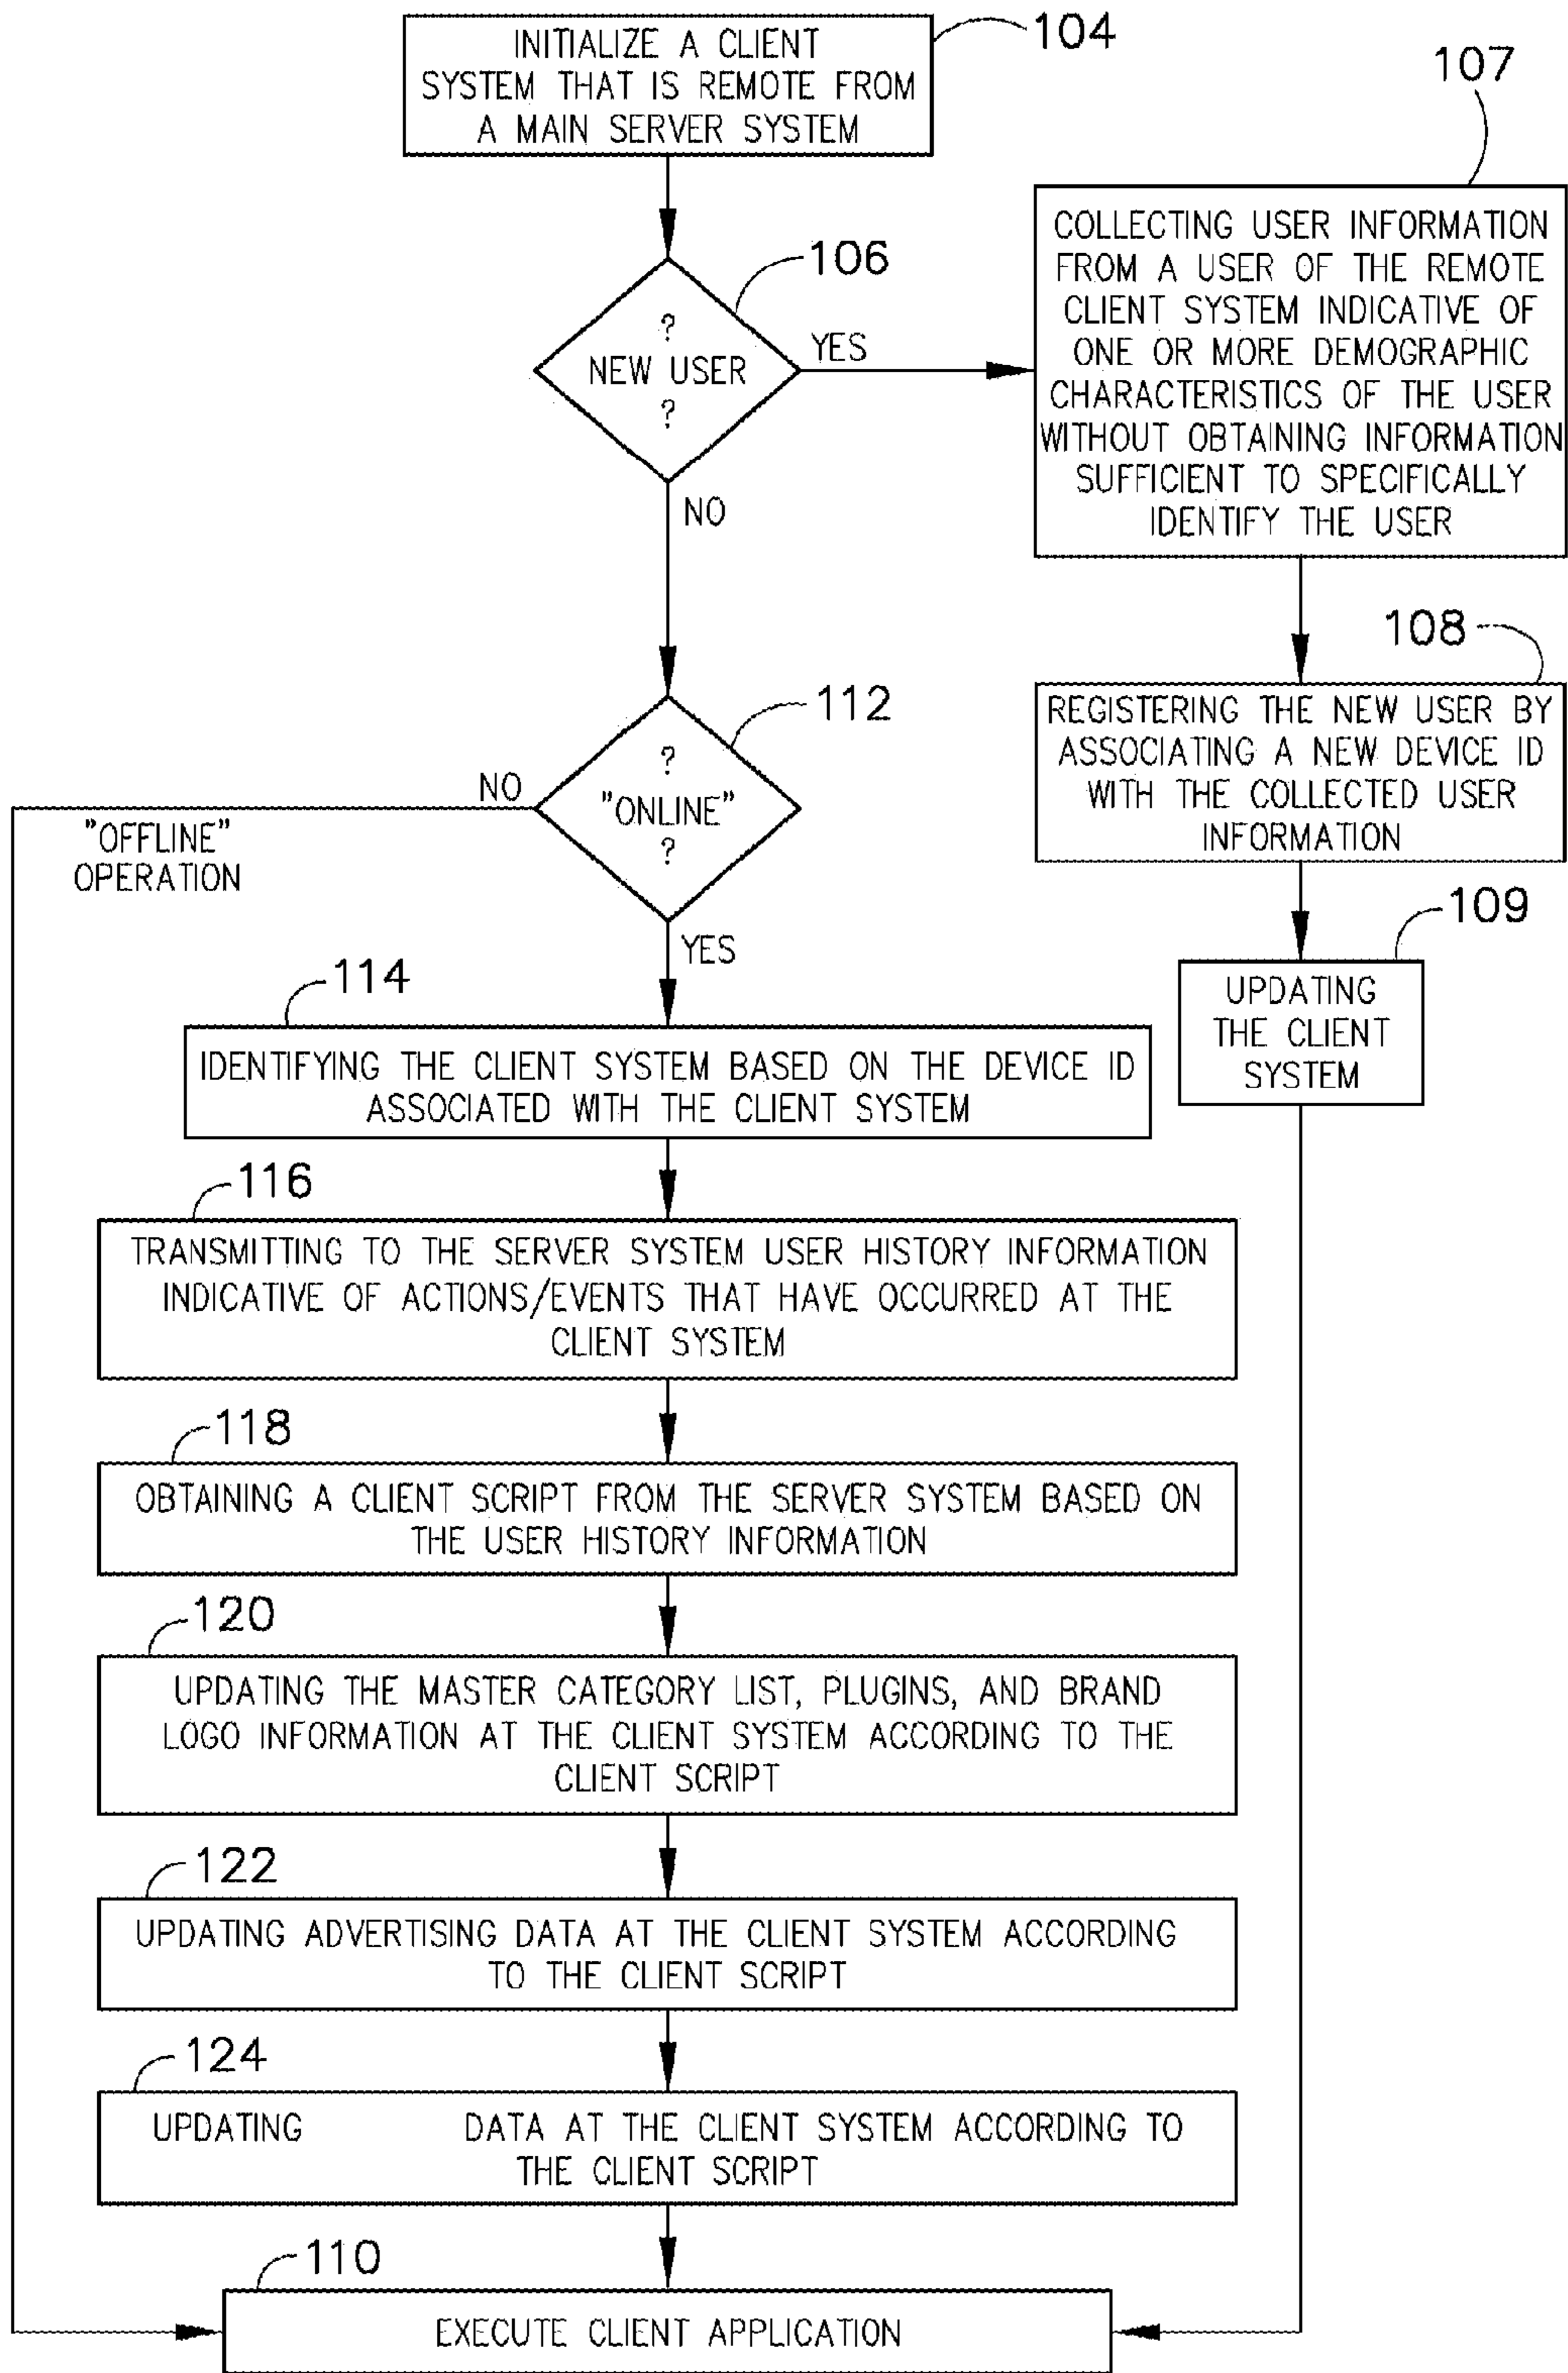 104
INITIALIZE A CLIENT
SYSTEM THAT IS REMOTE FROM
A MAIN SERVER SYSTEM
106
?
NEW USER
?
YES
NO
107
COLLECTING USER INFORMATION
FROM A USER OF THE REMOTE
CLIENT SYSTEM INDICATIVE OF
ONE OR MORE DEMOGRAPHIC
CHARACTERISTICS OF THE USER
WITHOUT OBTAINING INFORMATION
SUFFICIENT TO SPECIFICALLY
IDENTIFY THE USER
108
REGISTERING THE NEW USER BY
ASSOCIATING A NEW DEVICE ID
WITH THE COLLECTED USER
INFORMATION
109
UPDATING
THE CLIENT
SYSTEM
112
?
"ONLINE"
?
NO
"OFFLINE"
OPERATION
YES
114
IDENTIFYING THE CLIENT SYSTEM BASED ON THE DEVICE ID
ASSOCIATED WITH THE CLIENT SYSTEM
116
TRANSMITTING TO THE SERVER SYSTEM USER HISTORY INFORMATION
INDICATIVE OF ACTIONS/EVENTS THAT HAVE OCCURRED AT THE
CLIENT SYSTEM
118
OBTAINING A CLIENT SCRIPT FROM THE SERVER SYSTEM BASED ON
THE USER HISTORY INFORMATION
120
UPDATING THE MASTER CATEGORY LIST, PLUGINS, AND BRAND
LOGO INFORMATION AT THE CLIENT SYSTEM ACCORDING TO THE
CLIENT SCRIPT
122
UPDATING ADVERTISING DATA AT THE CLIENT SYSTEM ACCORDING
TO THE CLIENT SCRIPT
124
UPDATING DATA AT THE CLIENT SYSTEM ACCORDING TO
THE CLIENT SCRIPT
110
EXECUTE CLIENT APPLICATION